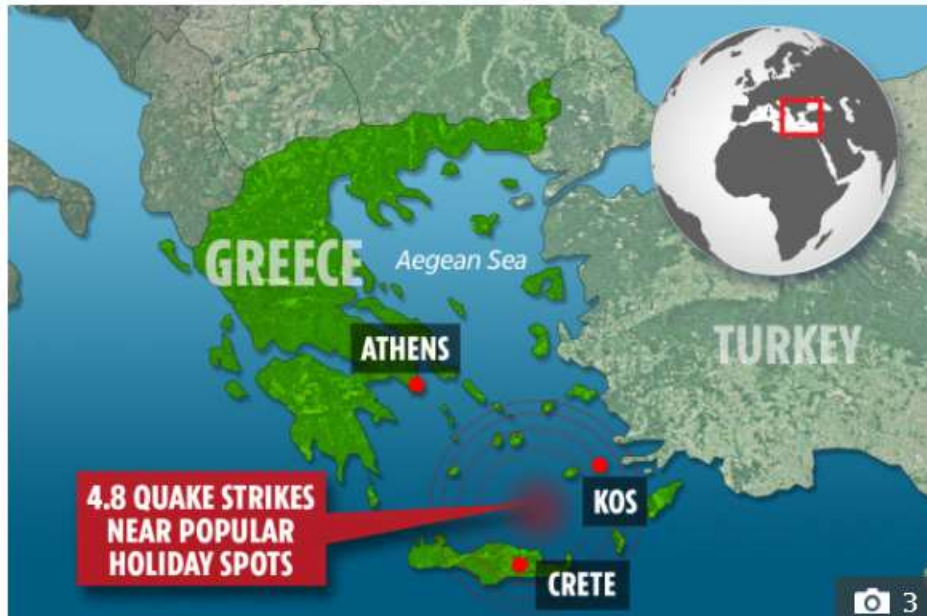 GREECE
Aegean Sea
ATHENS
TURKEY
4.8 QUAKE STRIKES
NEAR POPULAR
HOLIDAY SPOTS
KOS
CRETE
3